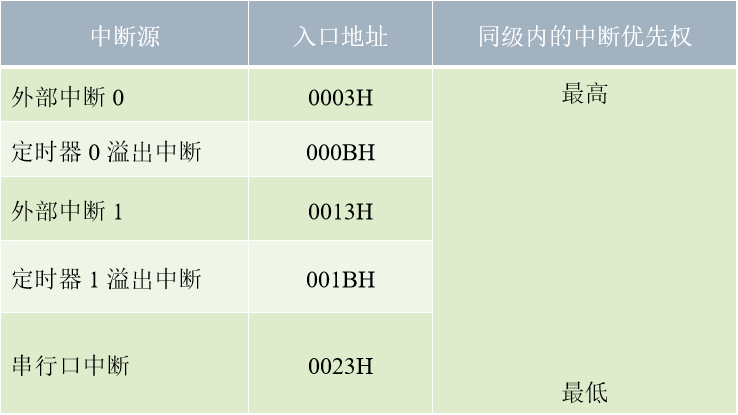 中断源 入口地址 同级内的中断优先权
外部中断 0 0003H 最高
定时器 0 溢出中断 000BH
外部中断 1 0013H
定时器 1 溢出中断 001BH
串行口中断 0023H
最低